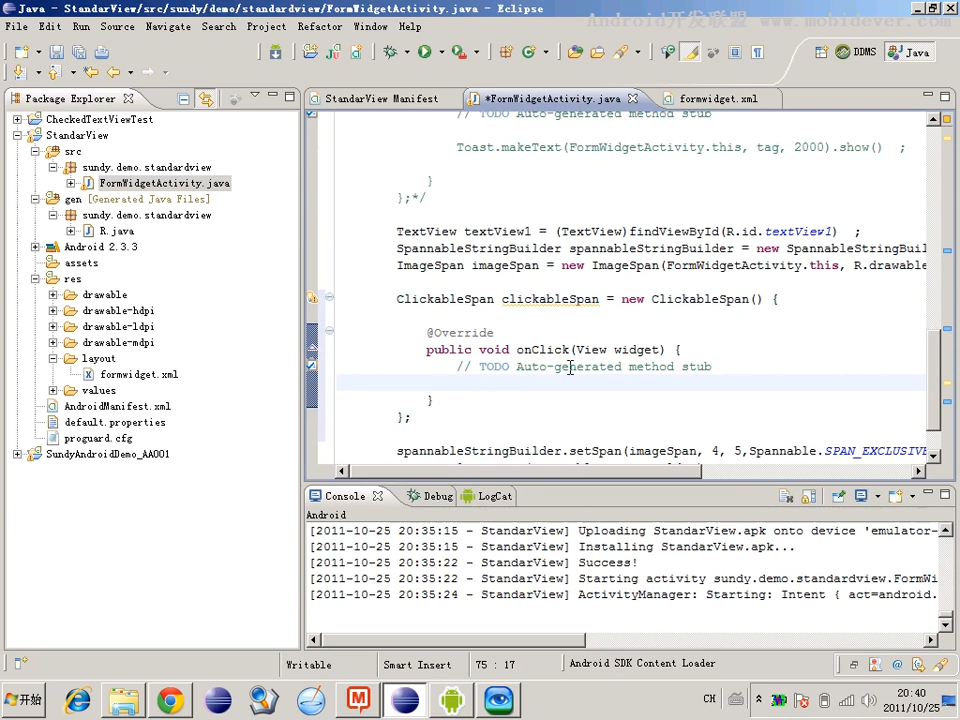 Java - StandarView/src/sundy/demo/standardview/FormWidgetActivity.java - Eclipse
Android开发联盟 www.mobidever.com
File Edit Run Source Navigate Search Project Refactor Window Help
DDMS Java
Package Explorer
StandarView Manifest *FormWidgetActivity.java formwidget.xml
CheckedTextViewTest
StandarView
src
sundy.demo.standardview
FormWidgetActivity.java
gen [Generated Java Files]
sundy.demo.standardview
R.java
Android 2.3.3
assets
res
drawable
drawable-hdpi
drawable-ldpi
drawable-mdpi
layout
formwidget.xml
values
AndroidManifest.xml
default.properties
proguard.cfg
SundyAndroidDemo_AA001
// TODO Auto-generated method stub
Toast.makeText(FormWidgetActivity.this, tag, 2000).show() ;
}
};*/
TextView textView1 = (TextView)findViewById(R.id.textView1) ;
SpannableStringBuilder spannableStringBuilder = new SpannableStringBuil
ImageSpan imageSpan = new ImageSpan(FormWidgetActivity.this, R.drawable
ClickableSpan clickableSpan = new ClickableSpan() {
@Override
public void onClick(View widget) {
// TODO Auto-generated method stub
}
};
spannableStringBuilder.setSpan(imageSpan, 4, 5,Spannable.SPAN_EXCLUSIVE
Console Debug LogCat
Android
[2011-10-25 20:35:15 - StandarView] Uploading StandarView.apk onto device 'emulator-
[2011-10-25 20:35:15 - StandarView] Installing StandarView.apk...
[2011-10-25 20:35:22 - StandarView] Success!
[2011-10-25 20:35:22 - StandarView] Starting activity sundy.demo.standardview.FormWi
[2011-10-25 20:35:24 - StandarView] ActivityManager: Starting: Intent { act=android.
Writable Smart Insert 75 : 17 Android SDK Content Loader
开始 CH 20:40
2011/10/25